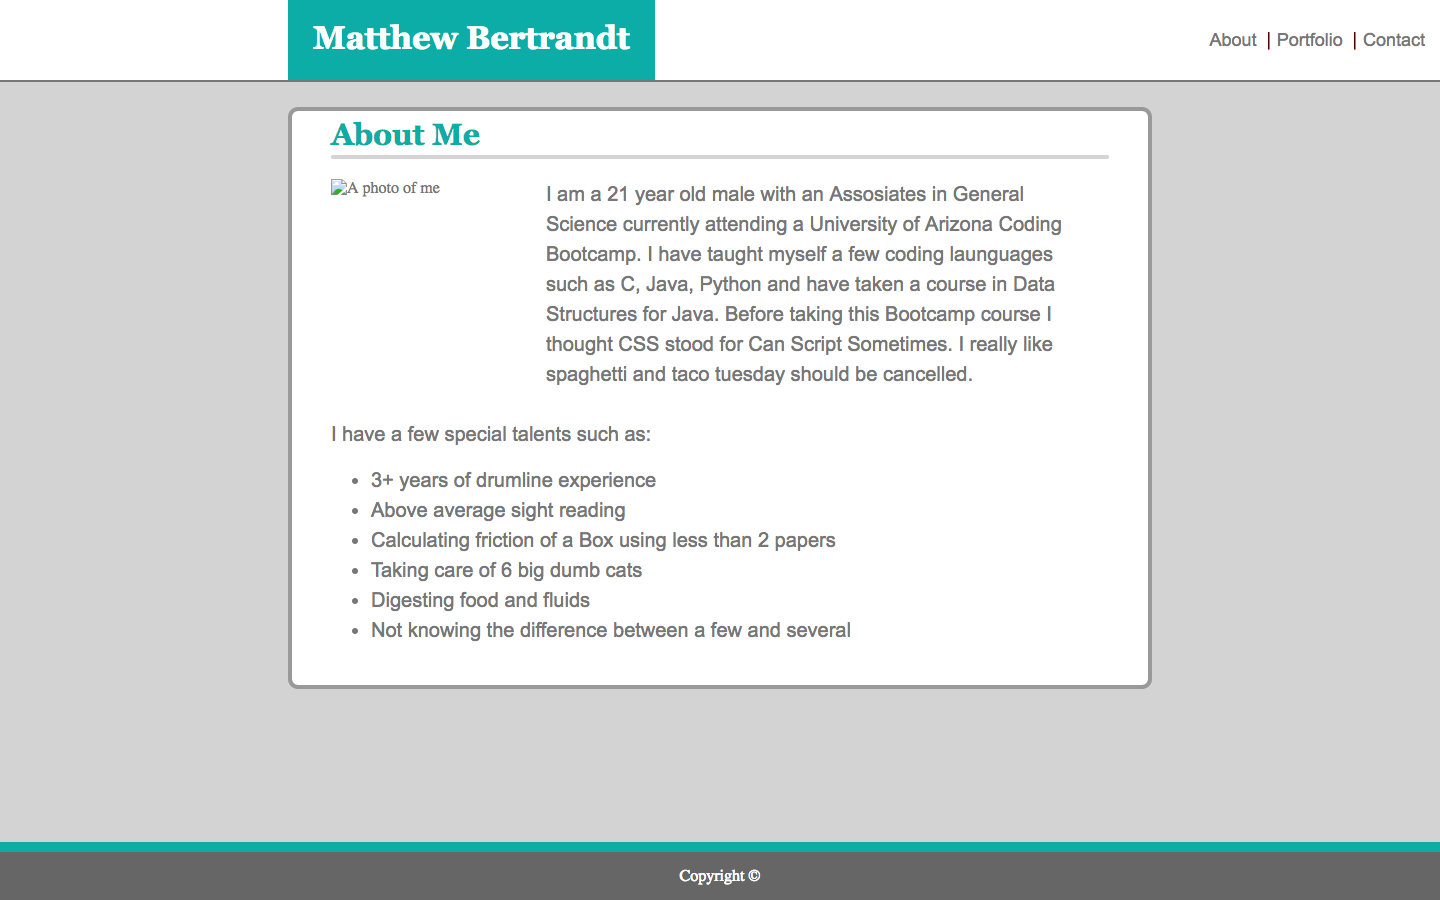 Matthew Bertrandt
About | Portfolio | Contact
About Me
A photo of me
I am a 21 year old male with an Assosiates in General
Science currently attending a University of Arizona Coding
Bootcamp. I have taught myself a few coding launguages
such as C, Java, Python and have taken a course in Data
Structures for Java. Before taking this Bootcamp course I
thought CSS stood for Can Script Sometimes. I really like
spaghetti and taco tuesday should be cancelled.
I have a few special talents such as:
• 3+ years of drumline experience
• Above average sight reading
• Calculating friction of a Box using less than 2 papers
• Taking care of 6 big dumb cats
• Digesting food and fluids
• Not knowing the difference between a few and several
Copyright ©